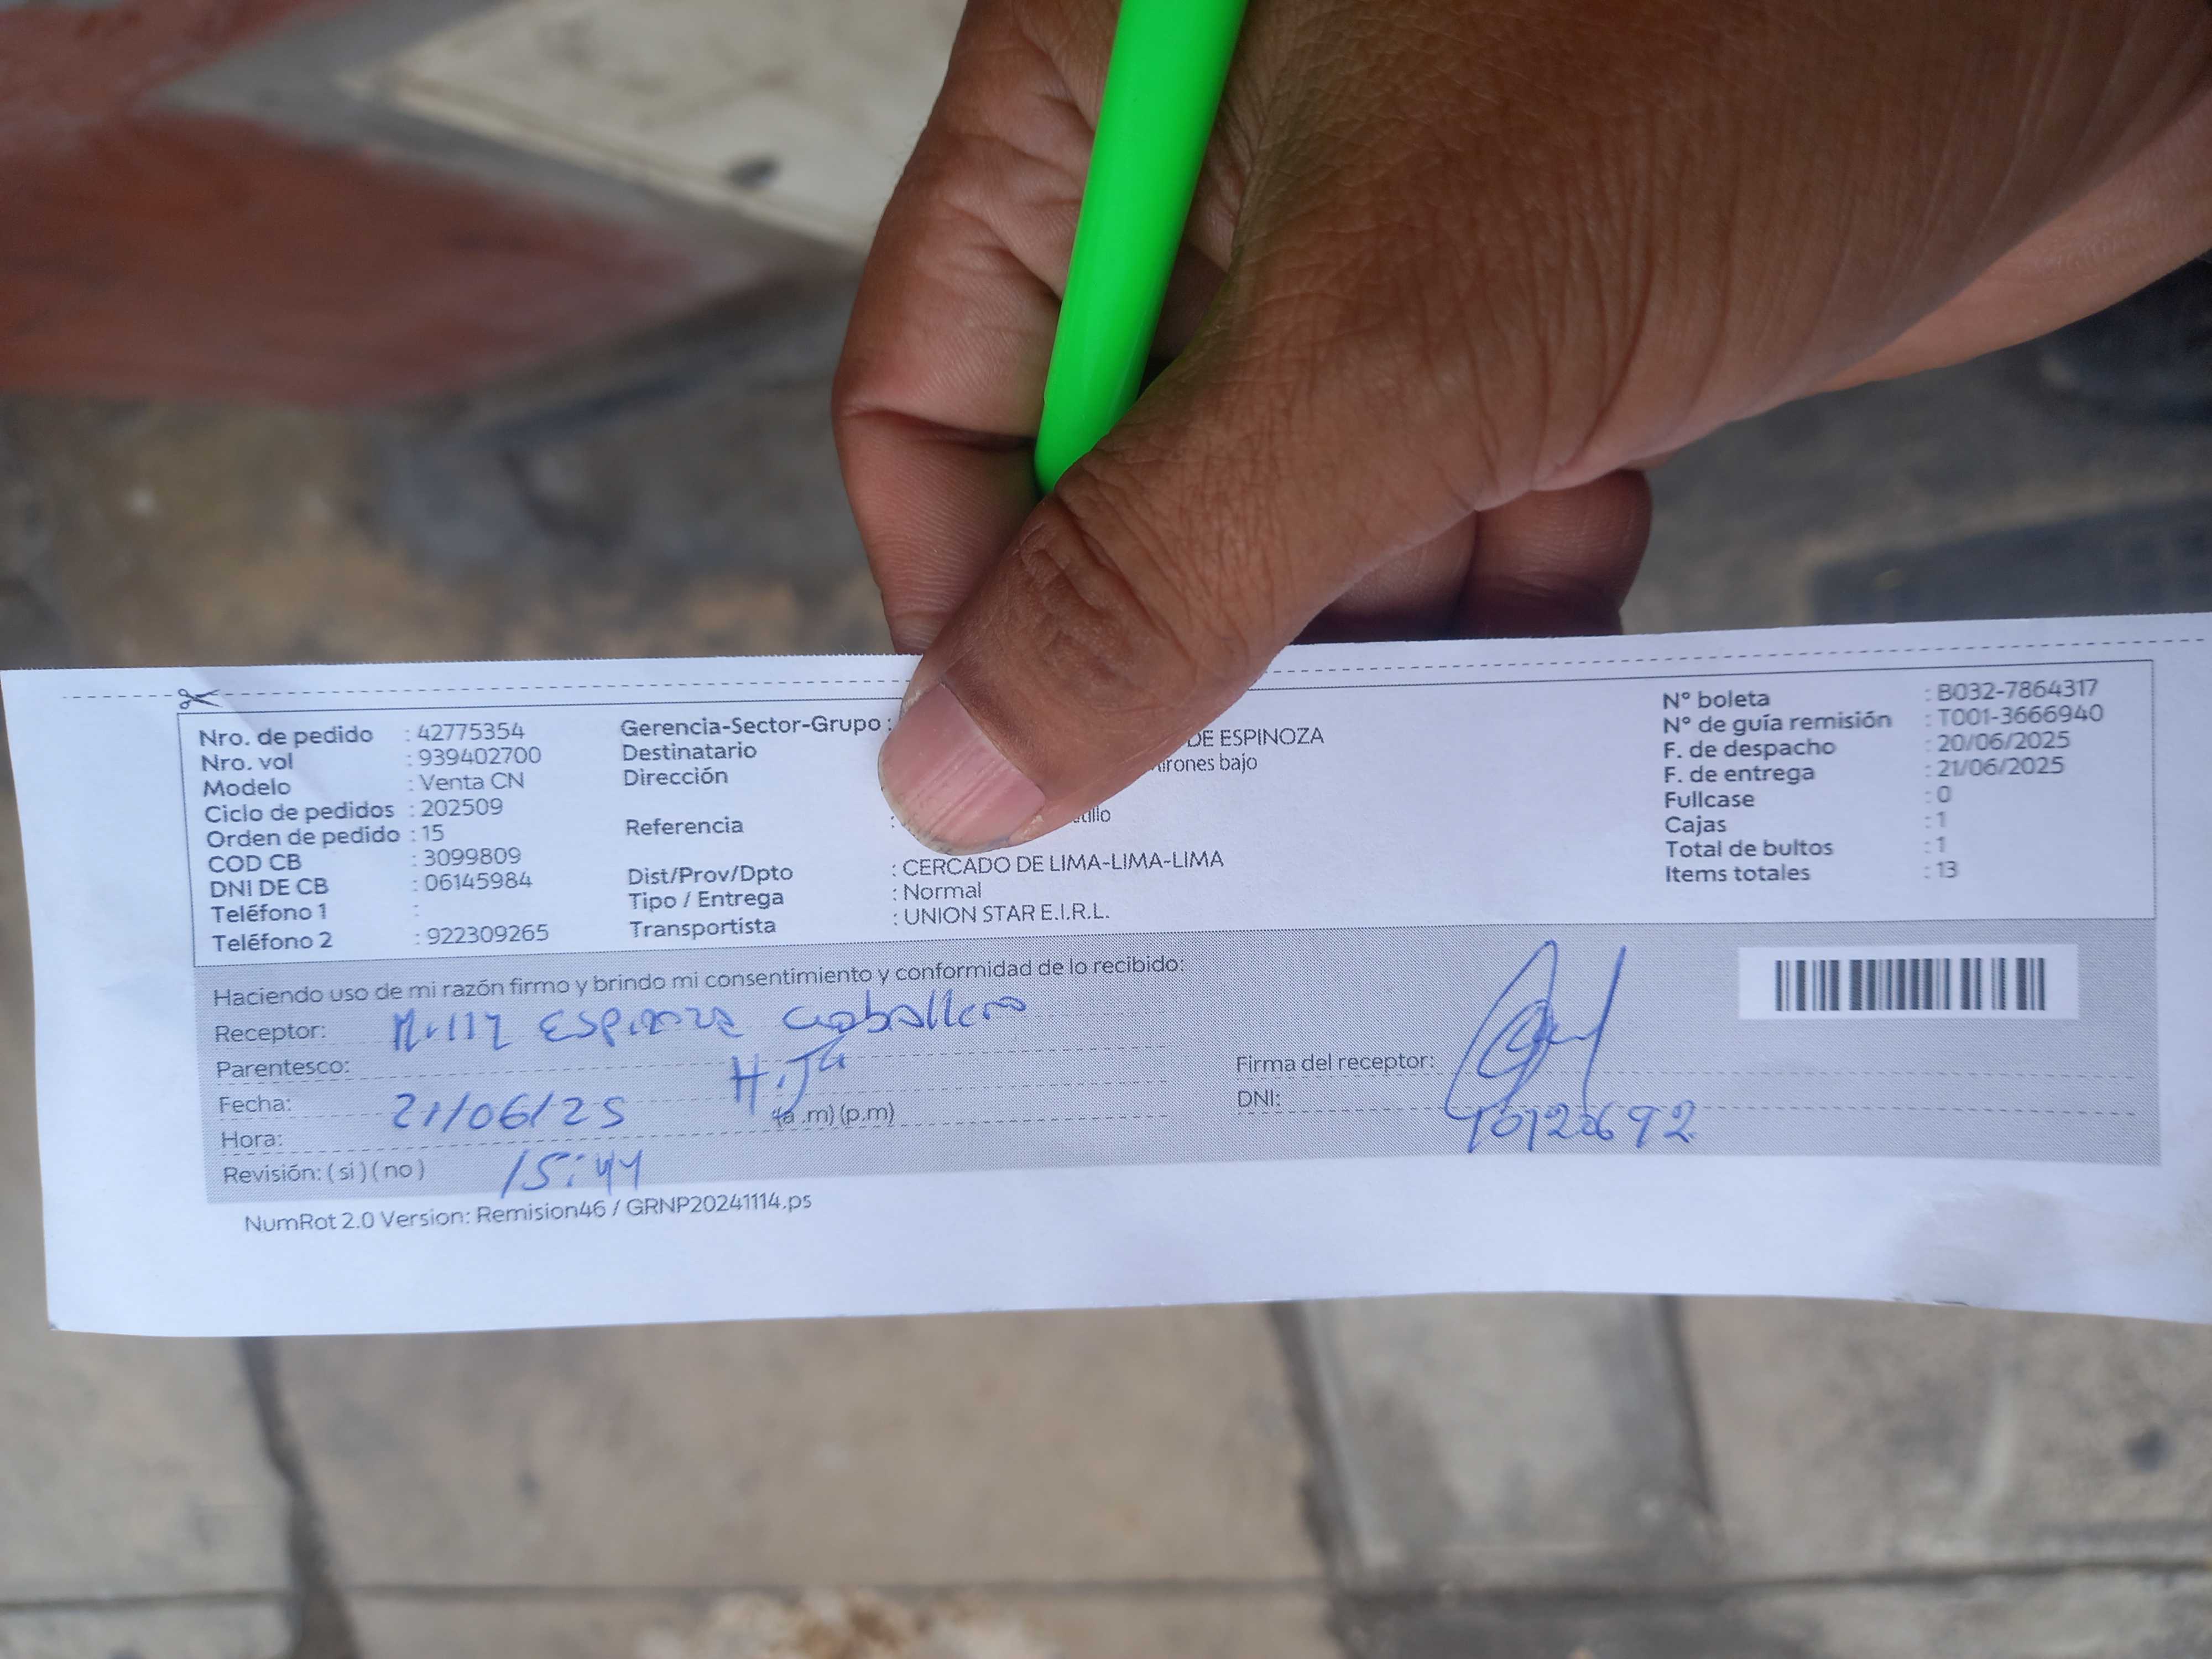 Nro. de pedido : 42775354
Nro. vol : 939402700
Modelo : Venta CN
Ciclo de pedidos : 202509
Orden de pedido : 15
COD CB : 3099809
DNI DE CB : 06145984
Teléfono 1 :
Teléfono 2 : 922309265
Gerencia-Sector-Grupo :
Destinatario DE ESPINOZA
Dirección bajo
Referencia :
Dist/Prov/Dpto : CERCADO DE LIMA-LIMA-LIMA
Tipo / Entrega : Normal
Transportista : UNION STAR E.I.R.L.
N° boleta : B032-7864317
N° de guía remisión : T001-3666940
F. de despacho : 20/06/2025
F. de entrega : 21/06/2025
Fullcase : 0
Cajas : 1
Total de bultos : 1
Items totales : 13
Haciendo uso de mi razón firmo y brindo mi consentimiento y conformidad de lo recibido:
Receptor: Espinoza Caballero
Parentesco: Hija
Fecha: 21/06/25
Hora: 15:44 (a .m) (p.m)
Revisión: ( si ) ( no )
Firma del receptor:
DNI:
NumRot 2.0 Version: Remision46 / GRNP20241114.ps